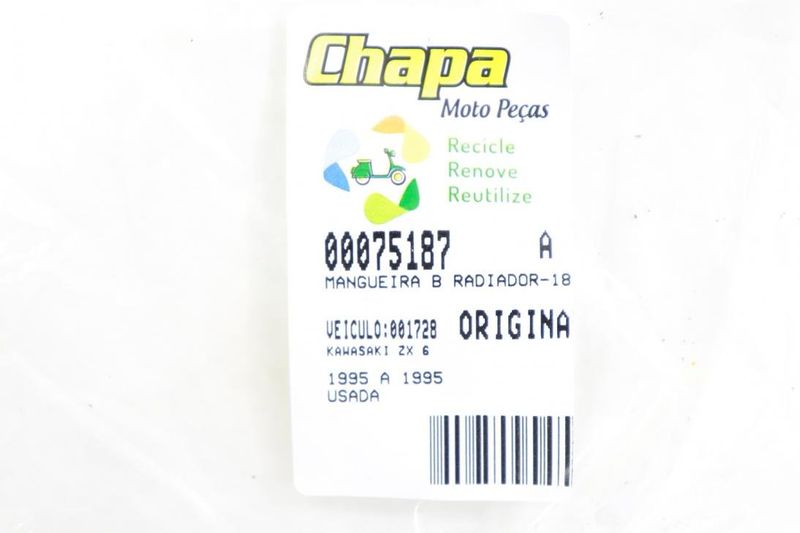 Chapa
Moto Peças
Recicle
Renove
Reutilize
00075187 A
MANGUEIRA B RADIADOR-18
VEICULO:001728 ORIGINA
KAWASAKI ZX 6
1995 A 1995
USADA